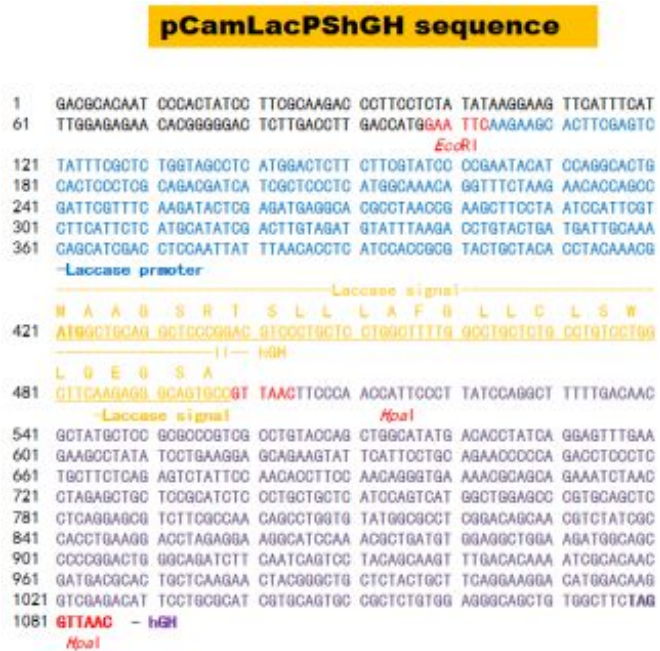 pCamLacPShGH sequence
1 GACGCACAAT CCCACTATCC TTCGCAAGAC CCTTCCTCTA TATAAGGAAG TTCATTTCAT
61 TTGGAGAGAA CACGGGGGAC TCTTGACCTT GACCATGGAA TTCAAGAAGC ACTTCGAGTC
EcoRI
121 TATTTCGCTC TGGTAGCCTC ATGGACTCTT CTTCGTATCC CCGAATACAT CCAGGCACTG
181 CACTCCCTCG CAGACGATCA TCGCTCCCTC ATGGCAAACA GGTTTCTAAG AACACCAGCC
241 GATTCGTTTC AAGATACTCG AGATGAGGCA CGCCTAACCG AAGCTTCCTA ATCCATTCGT
301 CTTCATTCTC ATGCATATCG ACTTGTAGAT GTATTTAAGA CCTGTACTGA TGATTGCAAA
361 CAGCATCGAC CTCCAATTAT TTAACACCTC ATCCACCGCG TACTGCTACA CCTACAAACG
-Laccase prmoter
Laccase signal
M A A G S R T S L L L A F G L L C L S W
421 ATGGCTGCAG GCTCCCGGAC GTCCCTGCTC CTGGCTTTTG GCCTGCTCTG CCTGTCCTGG
hGH
L G E G S A
481 CTTCAAGAGG GCAGTGCCGT TAACTTCCCA ACCATTCCCT TATCCAGGCT TTTTGACAAC
-Laccase signal HpaI
541 GCTATGCTCC GCGCCCGTCG CCTGTACCAG CTGGCATATG ACACCTATCA GGAGTTTGAA
601 GAAGCCTATA TCCTGAAGGA GCAGAAGTAT TCATTCCTGC AGAACCCCCA GACCTCCCTC
661 TGCTTCTCAG AGTCTATTCC AACACCTTCC AACAGGGTGA AAACGCAGCA GAAATCTAAC
721 CTAGAGCTGC TCCGCATCTC CCTGCTGCTC ATCCAGTCAT GGCTGGAGCC CGTGCAGCTC
781 CTCAGGAGCG TCTTCGCCAA CAGCCTGGTG TATGGCGCCT CGGACAGCAA CGTCTATCGC
841 CACCTGAAGG ACCTAGAGGA AGGCATCCAA ACGCTGATGT GGAGGCTGGA AGATGGCAGC
901 CCCCGGACTG GGCAGATCTT CAATCAGTCC TACAGCAAGT TTGACACAAA ATCGCACAAC
961 GATGACGCAC TGCTCAAGAA CTACGGGCTG CTCTACTGCT TCAGGAAGGA CATGGACAAG
1021 GTCGAGACAT TCCTGCGCAT CGTGCAGTGC CGCTCTGTGG AGGGCAGCTG TGGCTTCTAG
1081 GTTAAC - hGH
HpaI